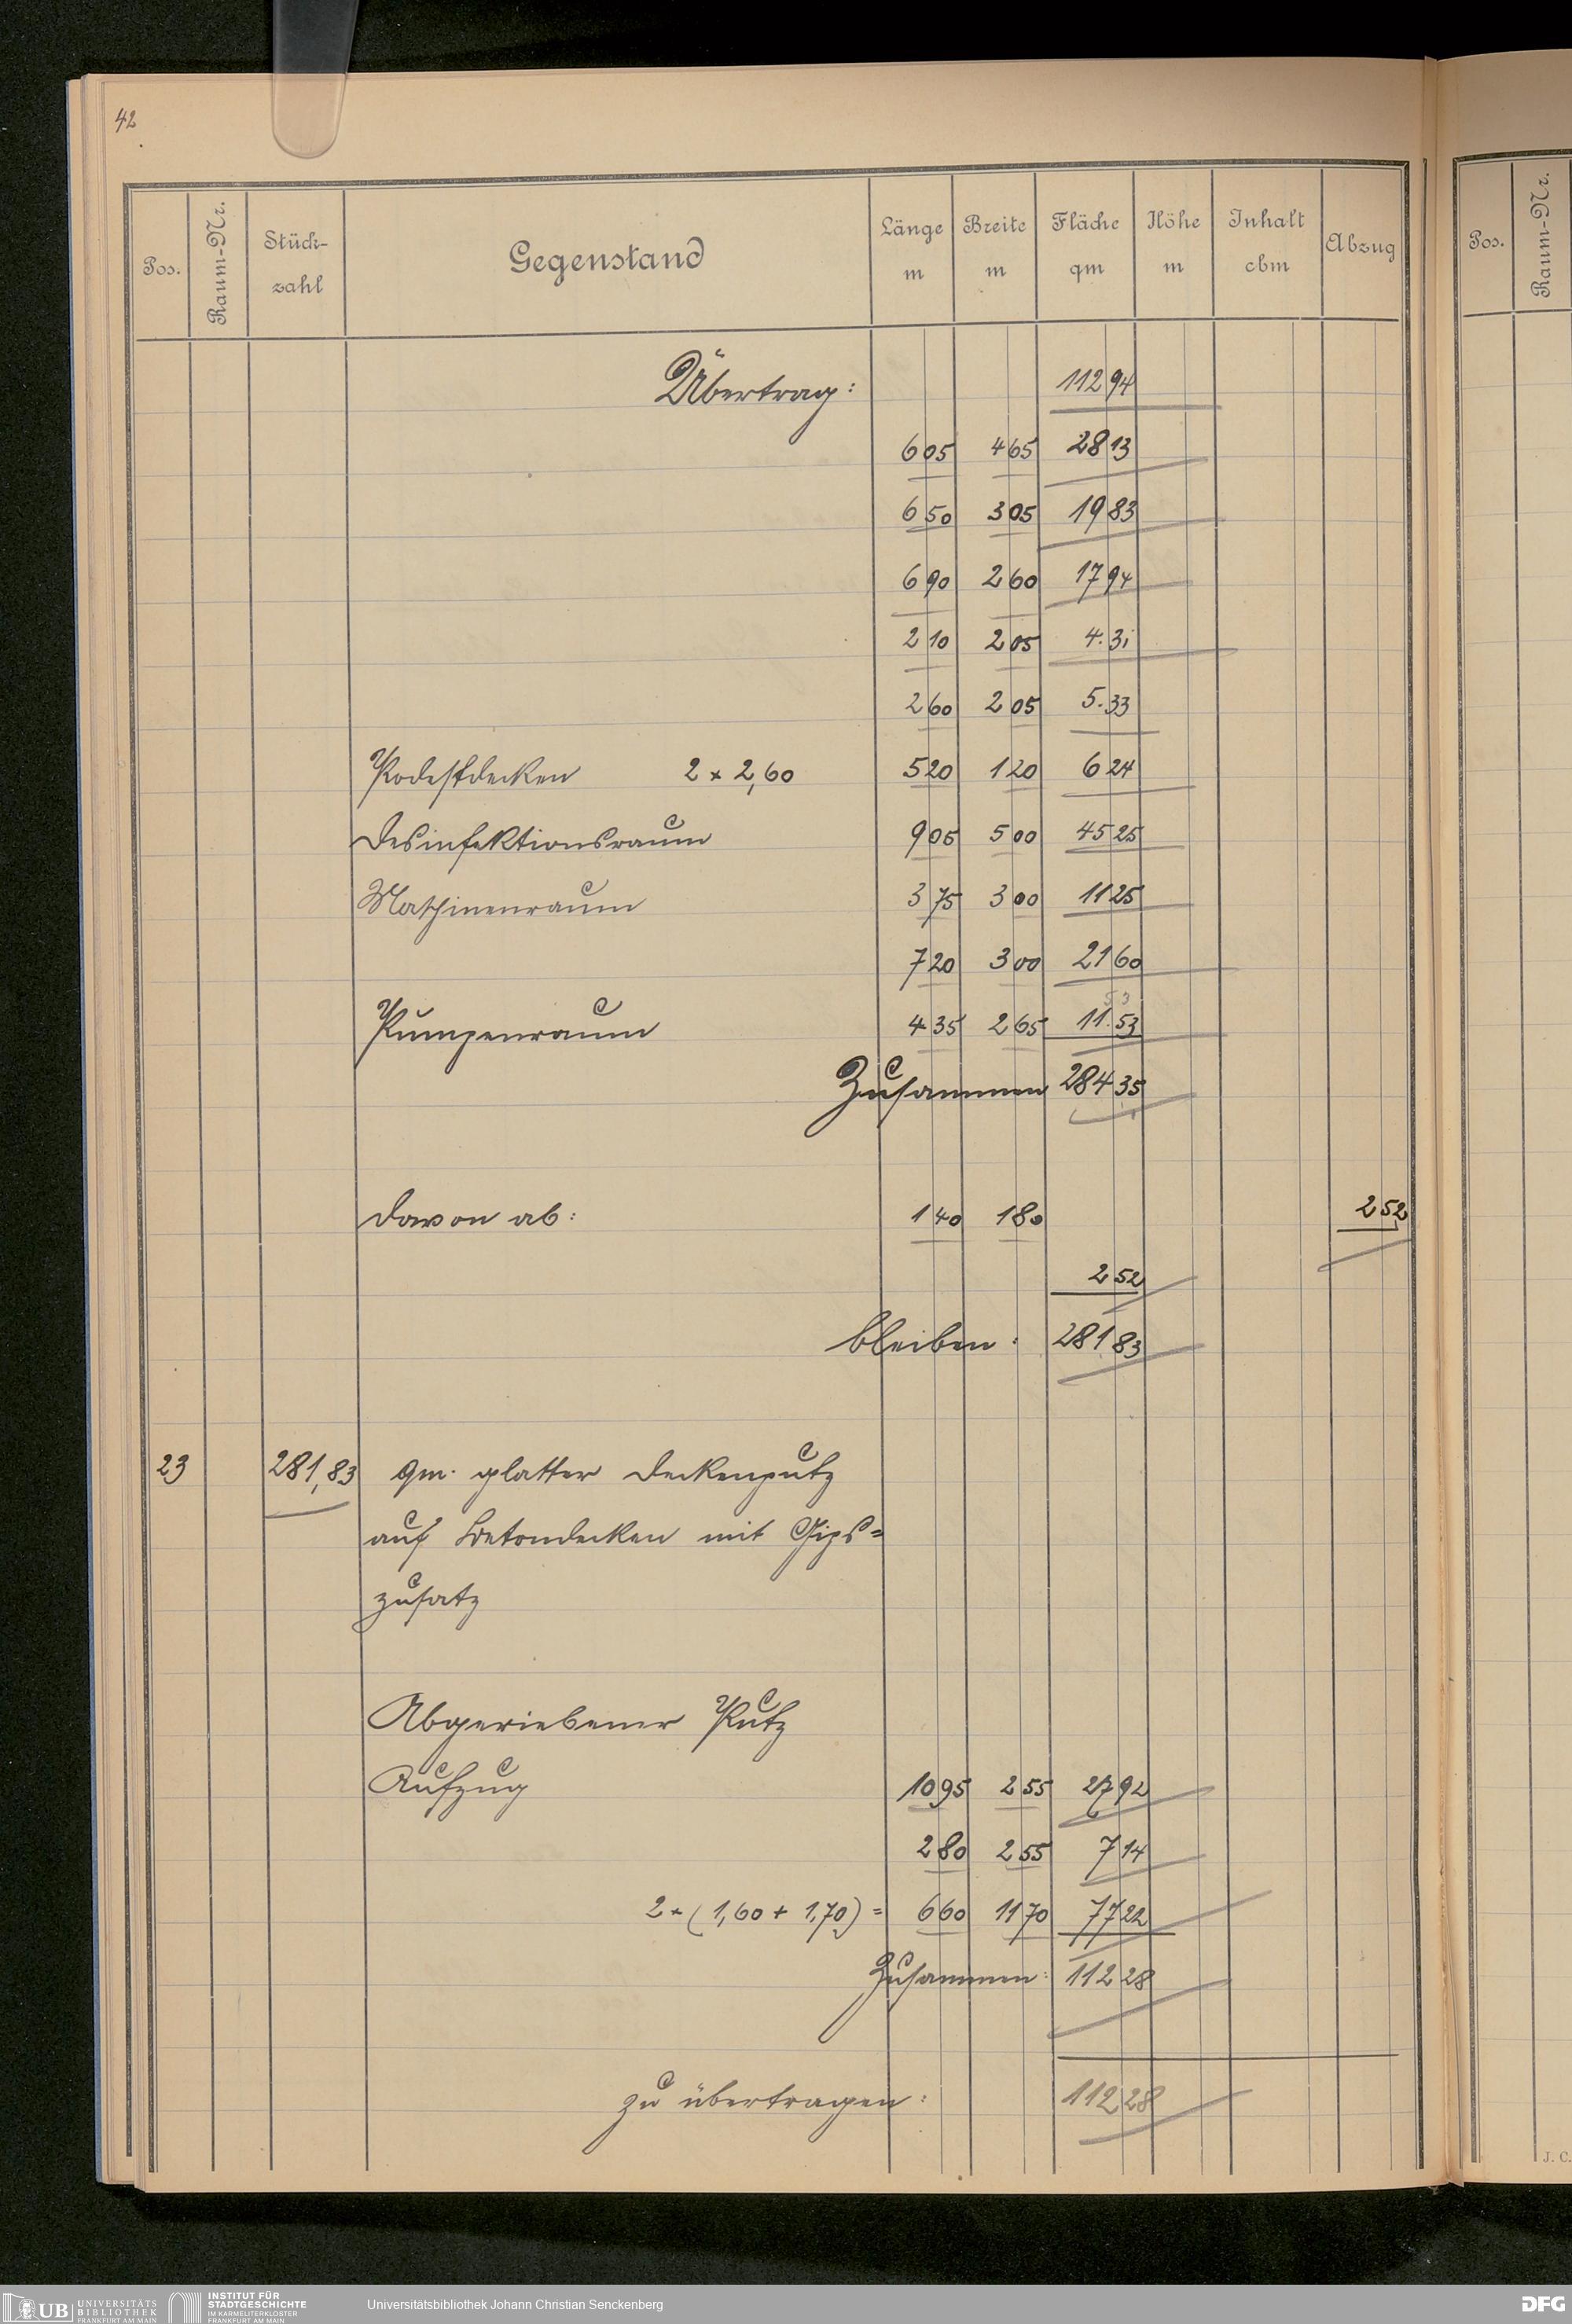 42
Pos. Raum-Nr. Stück-zahl Gegenstand Länge m Breite m Fläche qm Höhe m Inhalt cbm Abzug
Pos. Raum-Nr.
Übertrag: 112 94
6 05 4 65 28 13
6 50 3 05 19 83
6 90 2 60 17 94
2 10 2 05 4. 31
2 60 2 05 5. 33
Podestdecken 2 x 2,60 5 20 1 20 6 24
Desinfektionsraum 9 05 5 00 45 25
Maschinenraum 3 75 3 00 11 25
7 20 3 00 21 60
53
Pumpenraum 4 35 2 65 11. 53
Zusammen 284 35
Davon ab: 1 40 1 80 2 52
2 52
bleiben: 281 83
23 281,83 qm. glatter Deckenputz
auf Betondecken mit Gips=
zusatz
Abgeriebener Putz
Aufzug 10 95 2 55 27 92
2 80 2 55 7 14
2 x (1,60 + 1,70) = 6 60 11 70 77 22
Zusammen: 112 28
zu übertragen: 112 28
J. C.
UB UNIVERSITÄTS BIBLIOTHEK FRANKFURT AM MAIN
INSTITUT FÜR STADTGESCHICHTE IM KARMELITERKLOSTER FRANKFURT AM MAIN
Universitätsbibliothek Johann Christian Senckenberg
DFG